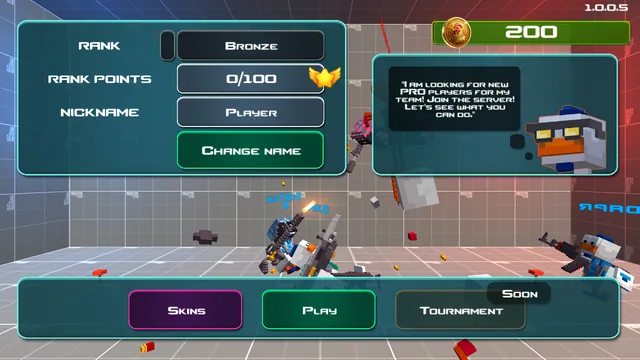 1.0.0.5
RANK
BRONZE
200
RANK POINTS
0/100
NICKNAME
PLAYER
CHANGE NAME
"I AM LOOKING FOR NEW
PRO PLAYERS FOR MY
TEAM! JOIN THE SERVER!
LET'S SEE WHAT YOU
CAN DO."
SKINS
PLAY
TOURNAMENT
SOON